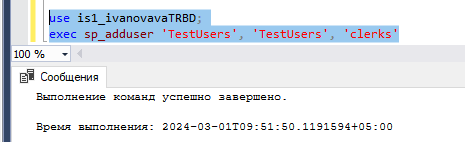 use is1_ivanovavaTRBD;
exec sp_adduser 'TestUsers', 'TestUsers', 'clerks'
100 %
Сообщения
Выполнение команд успешно завершено.
Время выполнения: 2024-03-01T09:51:50.1191594+05:00